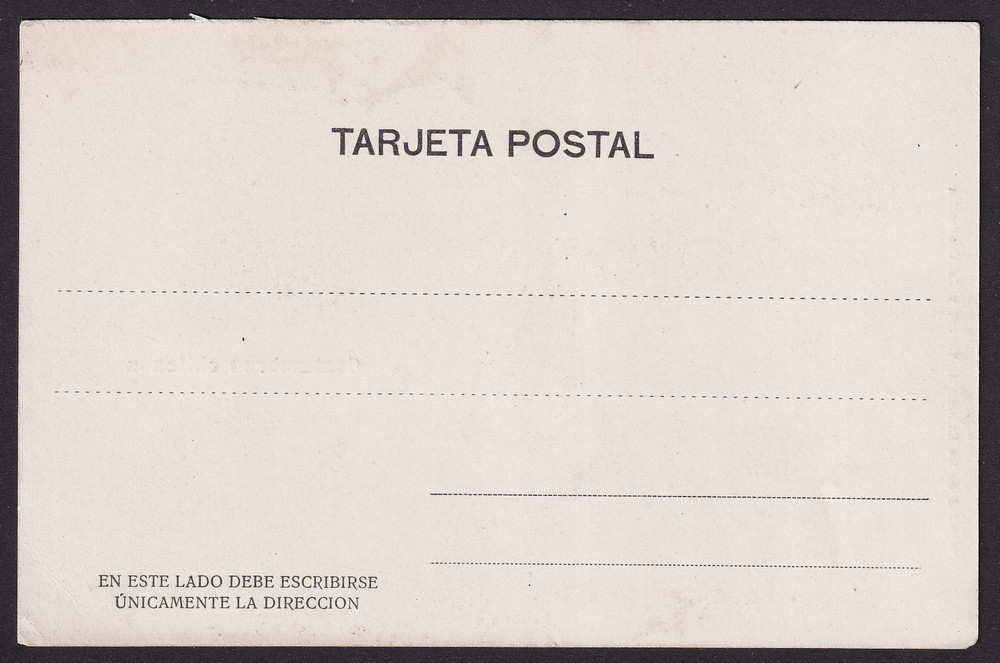 TARJETA POSTAL
EN ESTE LADO DEBE ESCRIBIRSE
ÚNICAMENTE LA DIRECCION